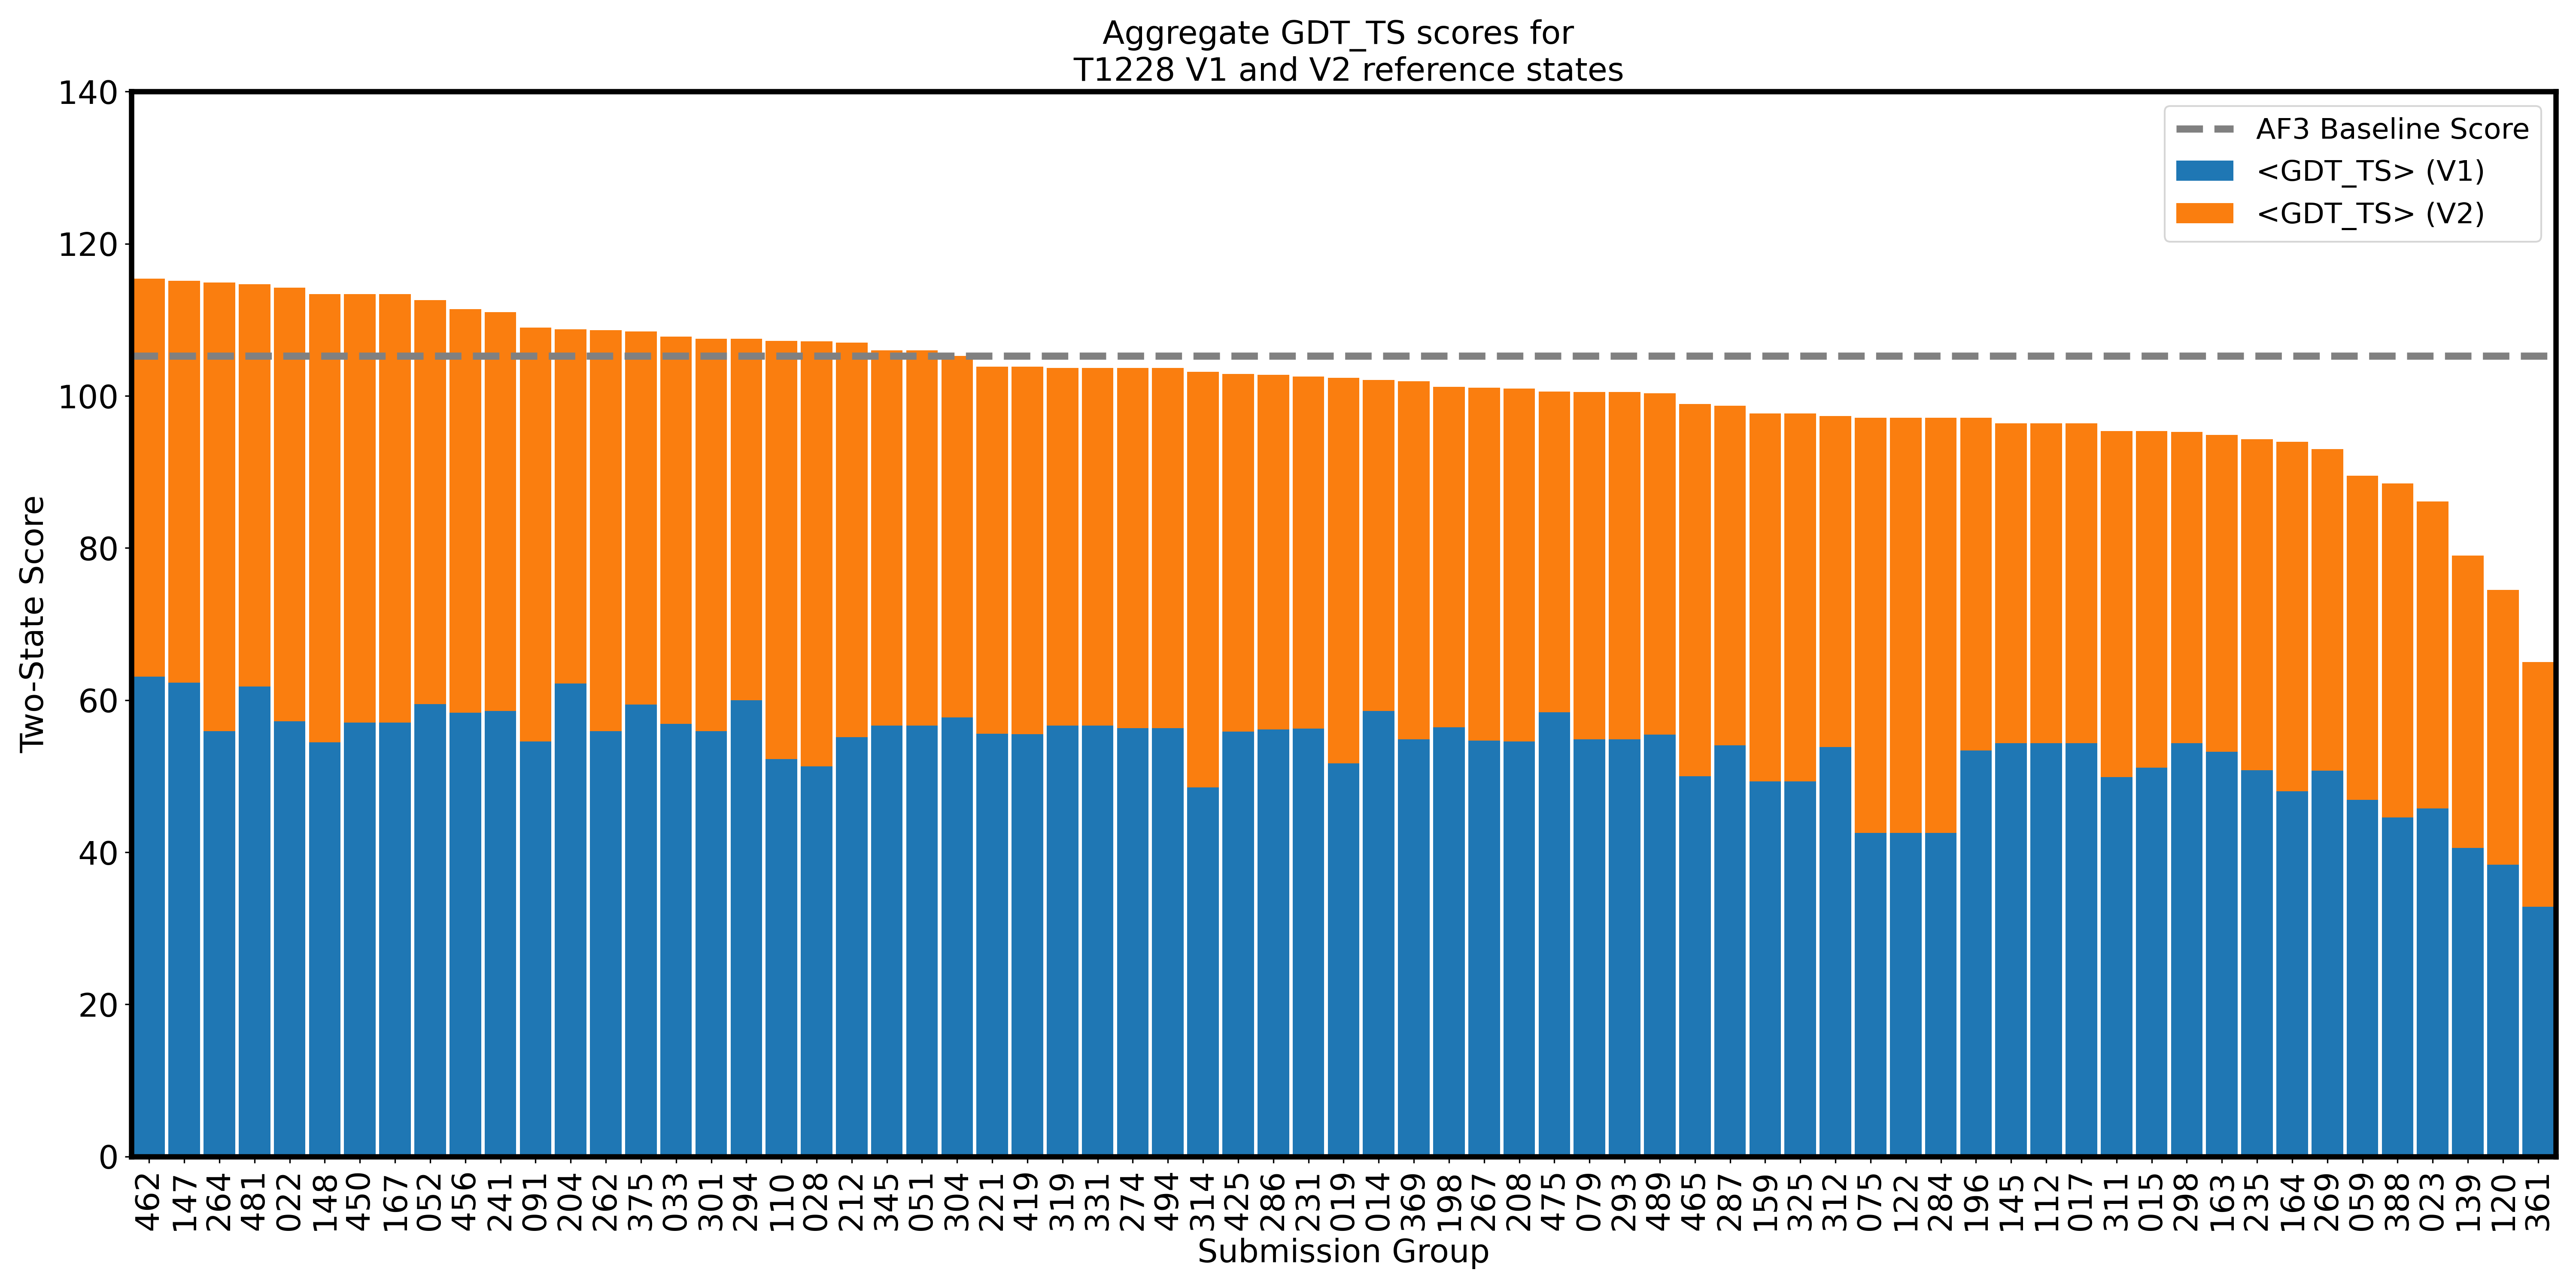 Aggregate GDT_TS scores for
T1228 V1 and V2 reference states
140
120
100
80
60
40
20
0
Two-State Score
AF3 Baseline Score
<GDT_TS> (V1)
<GDT_TS> (V2)
462 147 264 481 022 148 450 167 052 456 241 091 204 262 375 033 301 294 110 028 212 345 051 304 221 419 319 331 274 494 314 425 286 231 019 014 369 198 267 208 475 079 293 489 465 287 159 325 312 075 122 284 196 145 112 017 311 015 298 163 235 164 269 059 388 023 139 120 361
Submission Group